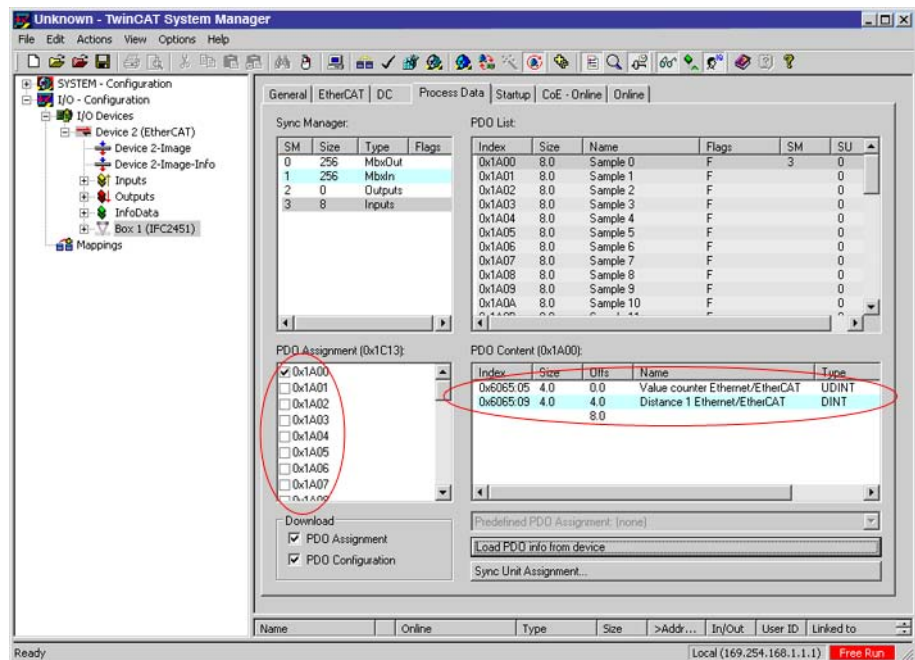 Unknown - TwinCAT System Manager
File Edit Actions View Options Help
SYSTEM - Configuration
I/O - Configuration
I/O Devices
Device 2 (EtherCAT)
Device 2-Image
Device 2-Image-Info
Inputs
Outputs
InfoData
Box 1 (IFC2451)
Mappings
General EtherCAT DC Process Data Startup CoE - Online Online
Sync Manager:
SM Size Type Flags
0 256 MbxOut
1 256 MbxIn
2 0 Outputs
3 8 Inputs
PDO List:
Index Size Name Flags SM SU
0x1A00 8.0 Sample 0 F 3 0
0x1A01 8.0 Sample 1 F 0
0x1A02 8.0 Sample 2 F 0
0x1A03 8.0 Sample 3 F 0
0x1A04 8.0 Sample 4 F 0
0x1A05 8.0 Sample 5 F 0
0x1A06 8.0 Sample 6 F 0
0x1A07 8.0 Sample 7 F 0
0x1A08 8.0 Sample 8 F 0
0x1A09 8.0 Sample 9 F 0
0x1A0A 8.0 Sample 10 F 0
PDO Assignment (0x1C13):
0x1A00
0x1A01
0x1A02
0x1A03
0x1A04
0x1A05
0x1A06
0x1A07
PDO Content (0x1A00):
Index Size Offs Name Type
0x6065:05 4.0 0.0 Value counter Ethernet/EtherCAT UDINT
0x6065:09 4.0 4.0 Distance 1 Ethernet/EtherCAT DINT
8.0
Download
PDO Assignment
PDO Configuration
Predefined PDO Assignment: (none)
Load PDO info from device
Sync Unit Assignment...
Name Online Type Size >Addr... In/Out User ID Linked to
Ready Local (169.254.168.1.1.1) Free Run